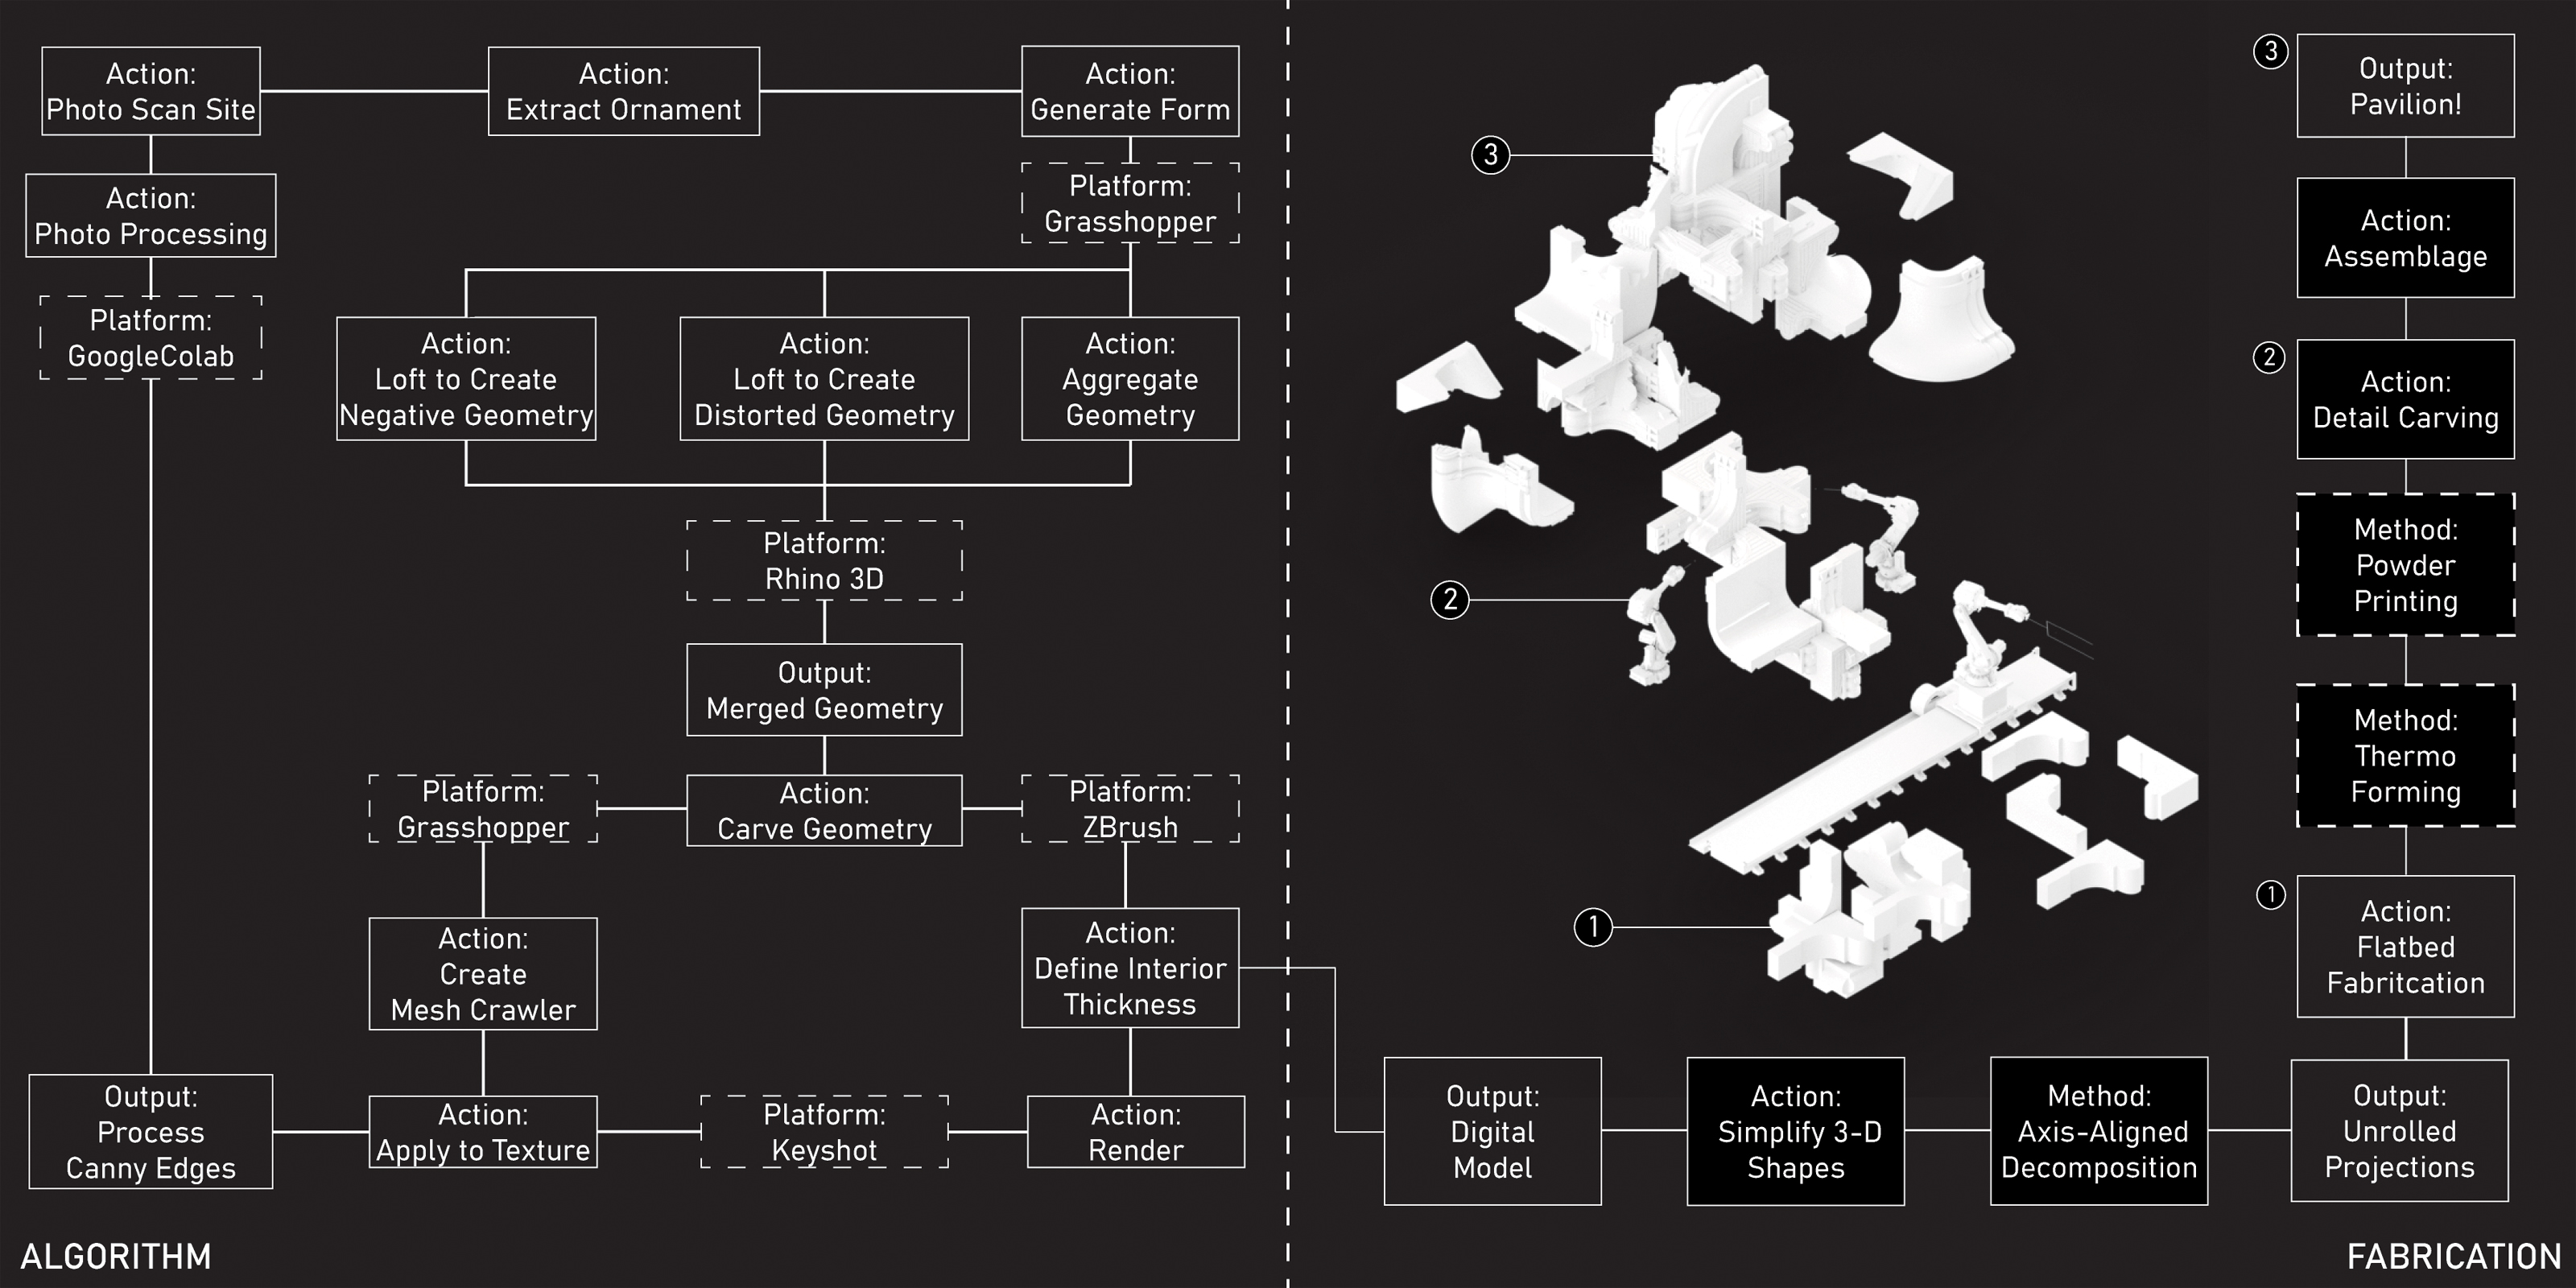 Action:
Photo Scan Site
Action:
Extract Ornament
Action:
Generate Form
Action:
Photo Processing
Platform:
Grasshopper
Platform:
GoogleColab
Action:
Loft to Create
Negative Geometry
Action:
Loft to Create
Distorted Geometry
Action:
Aggregate
Geometry
Platform:
Rhino 3D
Output:
Merged Geometry
Platform:
Grasshopper
Action:
Carve Geometry
Platform:
ZBrush
Action:
Create
Mesh Crawler
Action:
Define Interior
Thickness
Output:
Process
Canny Edges
Action:
Apply to Texture
Platform:
Keyshot
Action:
Render
ALGORITHM
3
2
1
3
Output:
Pavilion!
Action:
Assemblage
2
Action:
Detail Carving
Method:
Powder
Printing
Method:
Thermo
Forming
1
Action:
Flatbed
Fabritcation
Output:
Digital
Model
Action:
Simplify 3-D
Shapes
Method:
Axis-Aligned
Decomposition
Output:
Unrolled
Projections
FABRICATION